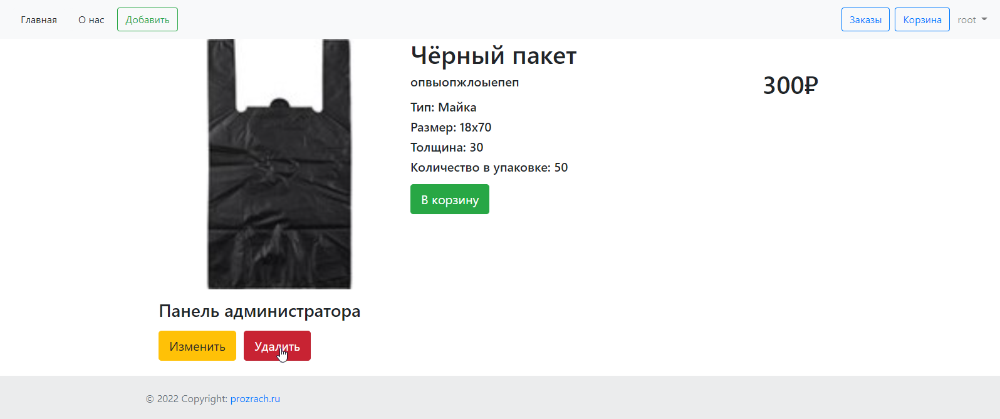 Главная О нас Добавить Заказы Корзина root
Чёрный пакет
опвыопжлоыепеп
300₽
Тип: Майка
Размер: 18x70
Толщина: 30
Количество в упаковке: 50
В корзину
Панель администратора
Изменить Удалить
© 2022 Copyright: prozrach.ru